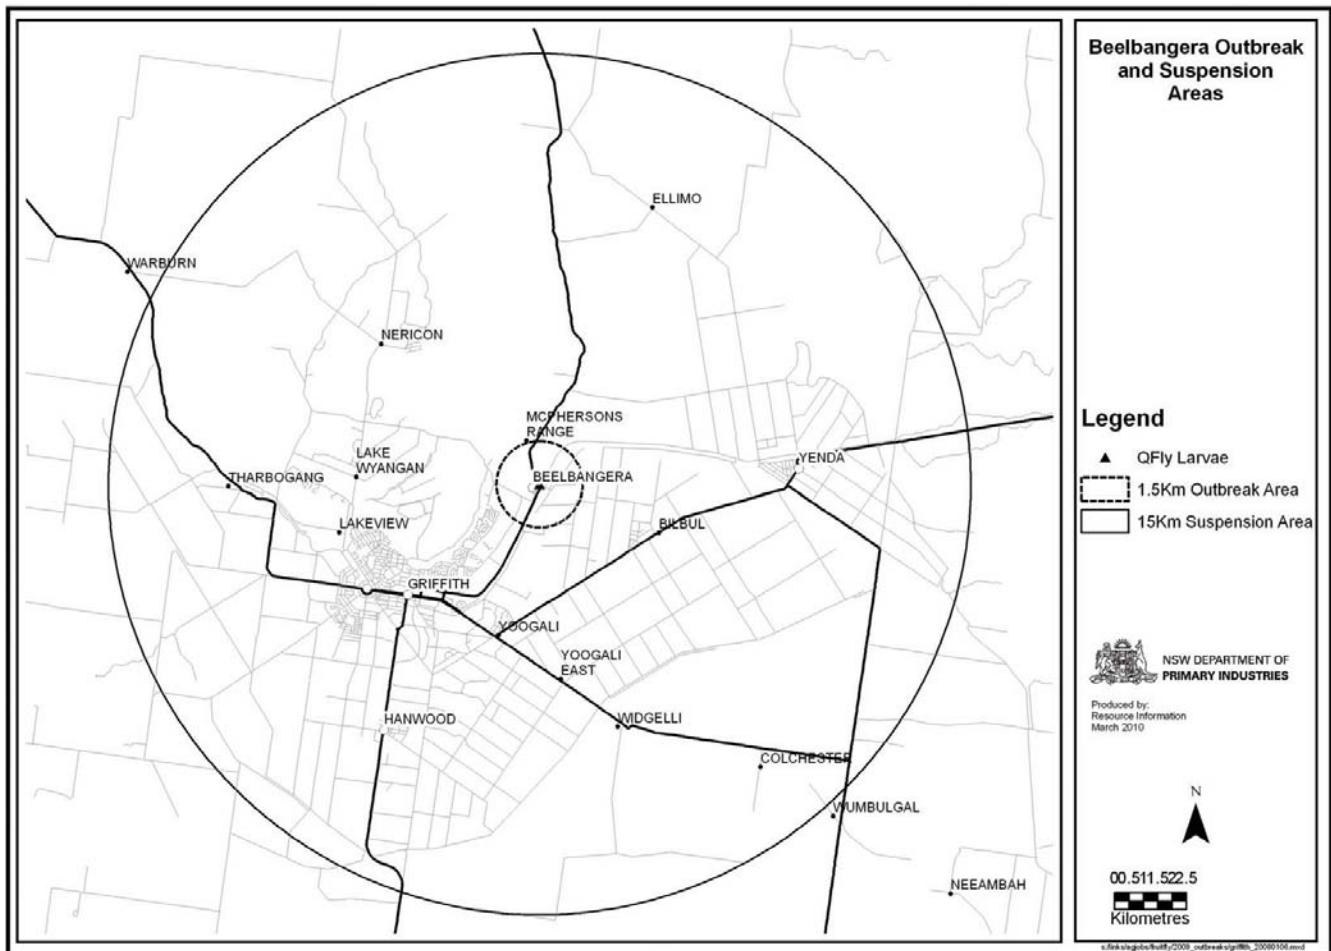 Beelbangera Outbreak
and Suspension
Areas
ELLIMO
WARBURN
NERICON
MCPHERSONS
RANGE
LAKE
WYANGAN
YENDA
THARBOGANG
BEELBANGERA
LAKEVIEW
BILBUL
GRIFFITH
YOOGALI
YOOGALI
EAST
HANWOOD
WIDGELLI
COLCHESTER
WUMBULGAL
NEEAMBAH
Legend
QFly Larvae
1.5Km Outbreak Area
15Km Suspension Area
NSW DEPARTMENT OF
PRIMARY INDUSTRIES
Produced by:
Resource Information
March 2010
N
00.511.522.5
Kilometres